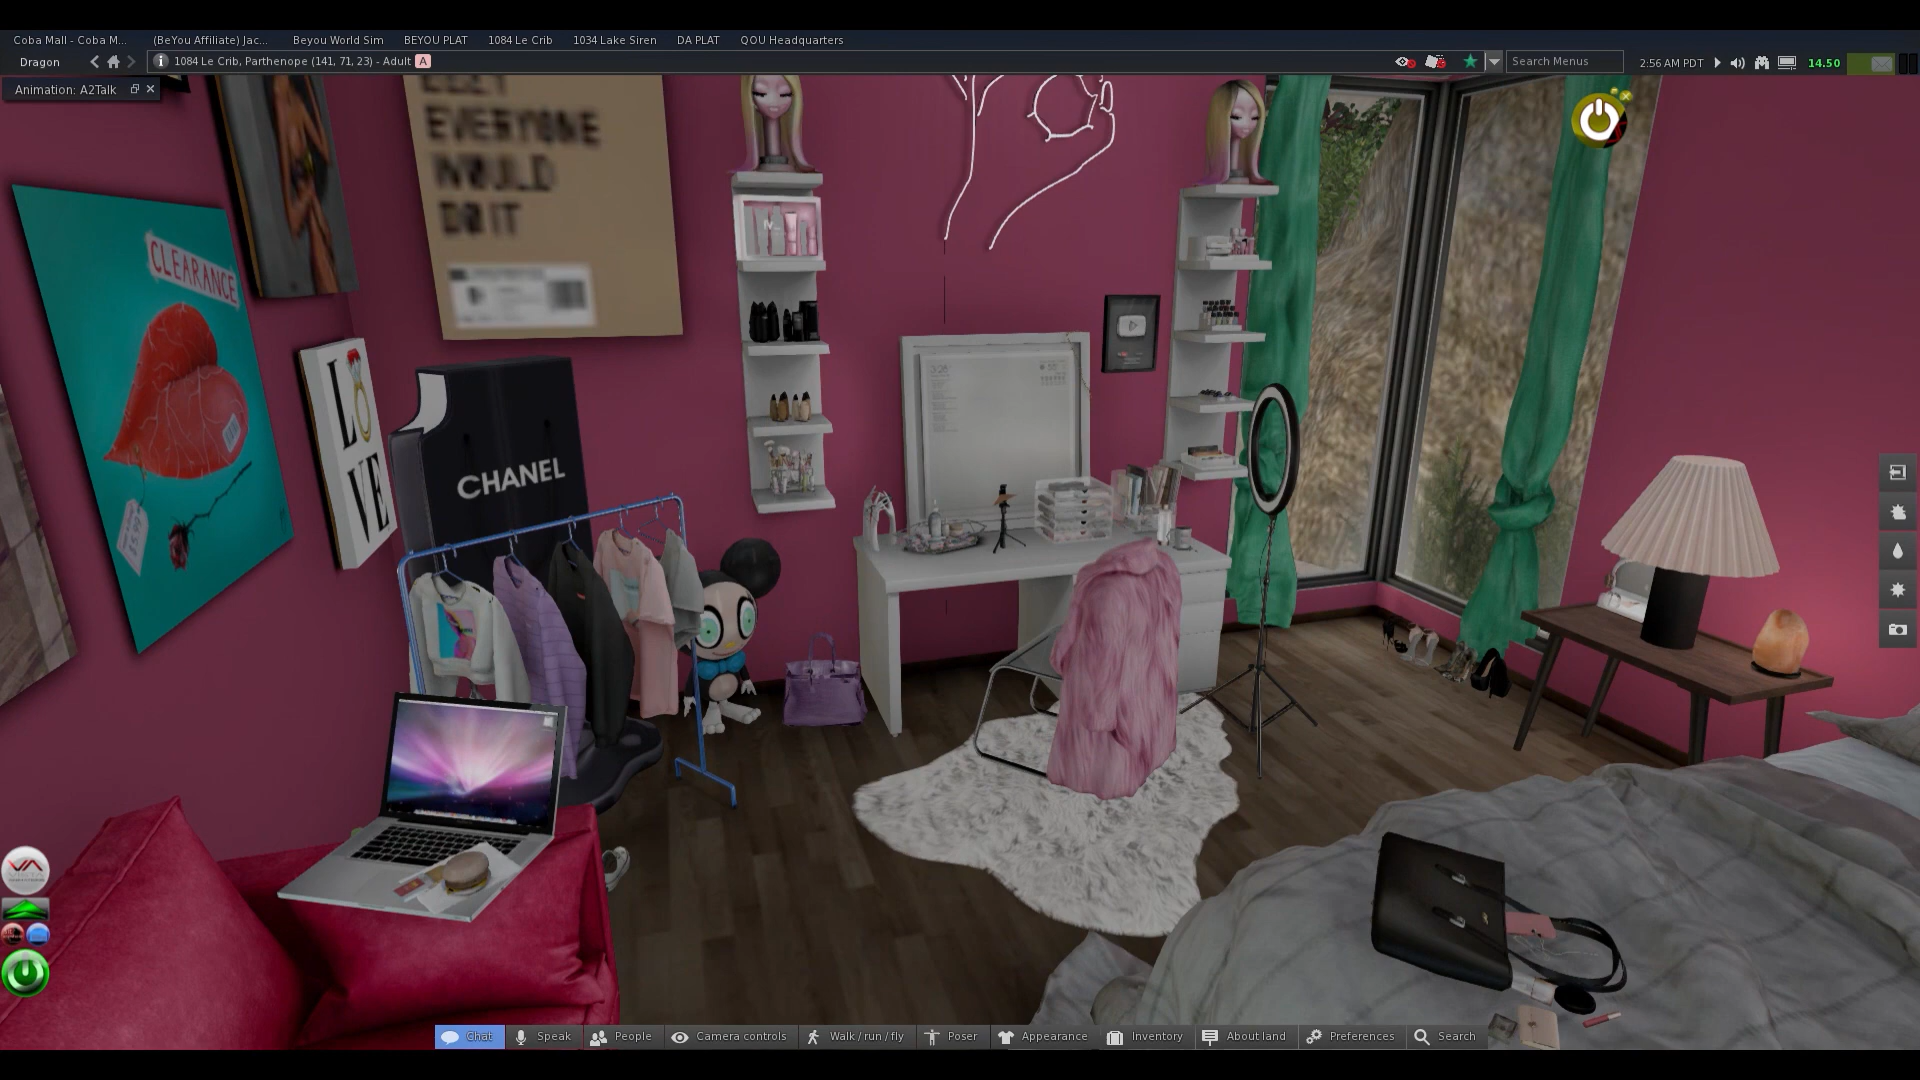 Coba Mall - Coba M... (BeYou Affiliate) Jac... Beyou World Sim BEYOU PLAT 1084 Le Crib 1034 Lake Siren DA PLAT QOU Headquarters
Dragon 1084 Le Crib, Parthenope (141, 71, 23) - Adult A Search Menus 2:56 AM PDT 14.50
Animation: A2Talk
EVERYONE
WOULD
DO IT
CLEARANCE
LO
VE
CHANEL
Chat Speak People Camera controls Walk / run / fly Poser Appearance Inventory About land Preferences Search